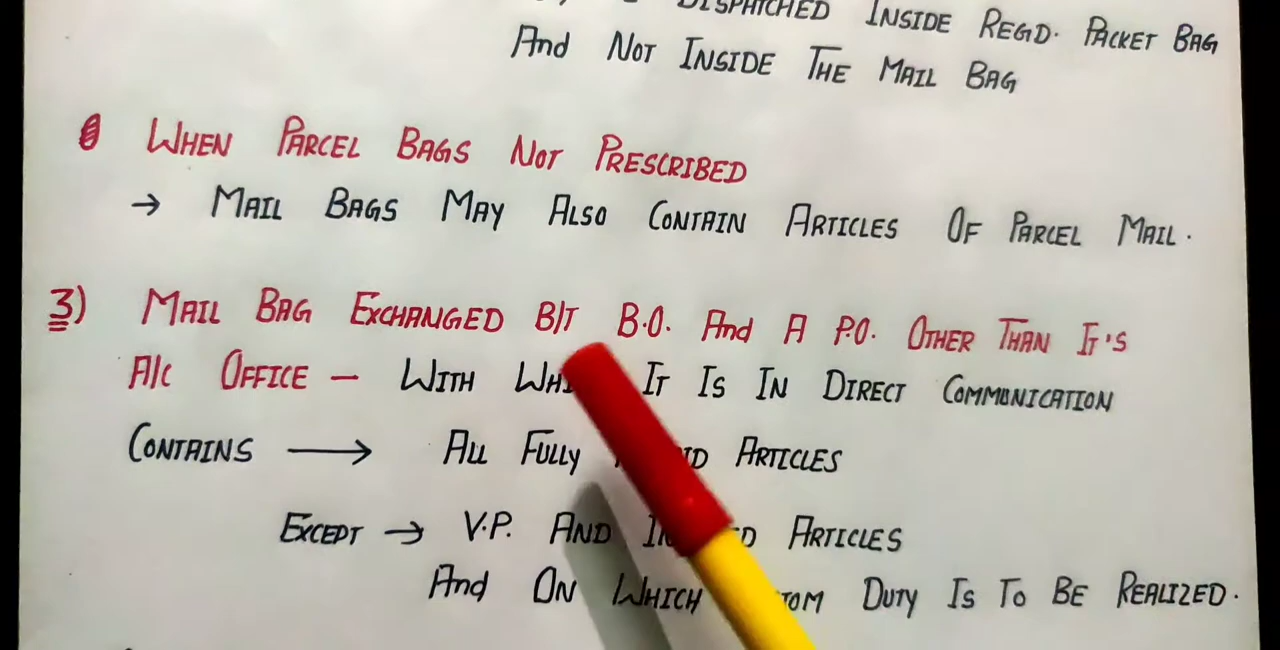 DISPATCHED INSIDE REGD. PACKET BAG
And NOT INSIDE THE MAIL BAG
WHEN PARCEL BAGS NOT PRESCRIBED
→ MAIL BAGS MAY ALSO CONTAIN ARTICLES OF PARCEL MAIL.
3) MAIL BAG EXCHANGED B/T B.O. And A P.O. OTHER THAN IT'S
A/C OFFICE – WITH IT IS IN DIRECT COMMUNICATION
CONTAINS → ALL FULLY ARTICLES
EXCEPT → V.P. AND ARTICLES
And ON WHICH DUTY IS TO BE REALIZED.